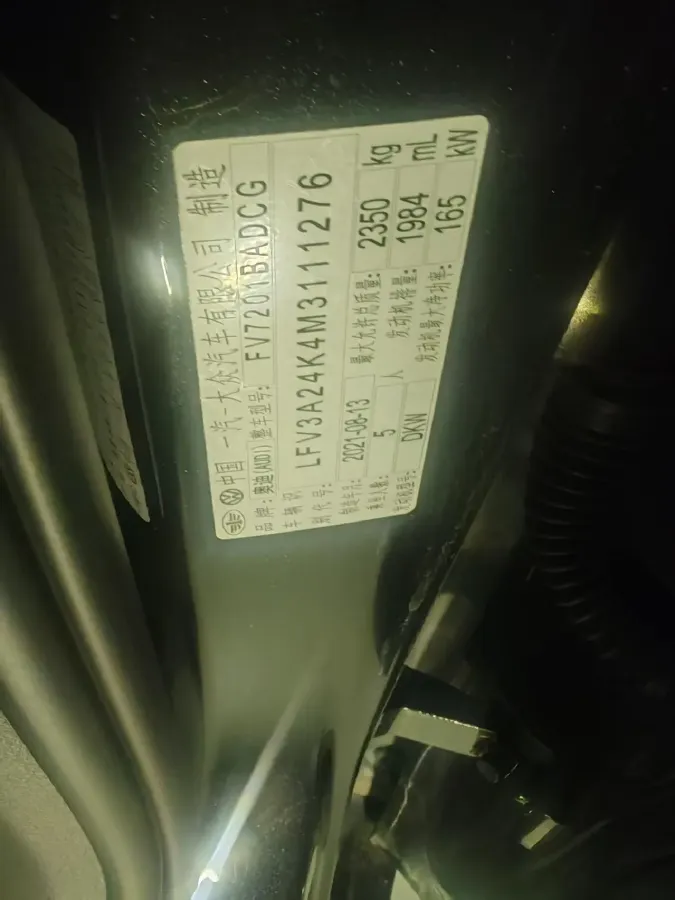 中国 一汽-大众汽车有限公司 制造
品牌: 奥迪(AUDI) 整车型号: FV7201BADCG
车辆识别代号: LFV3A24K4M3111276
制造年月: 2021-08-13 最大允许总质量: 2350 kg
乘坐人数: 5 人 发动机排量: 1984 mL
发动机型号: DKW 发动机最大净功率: 165 kW